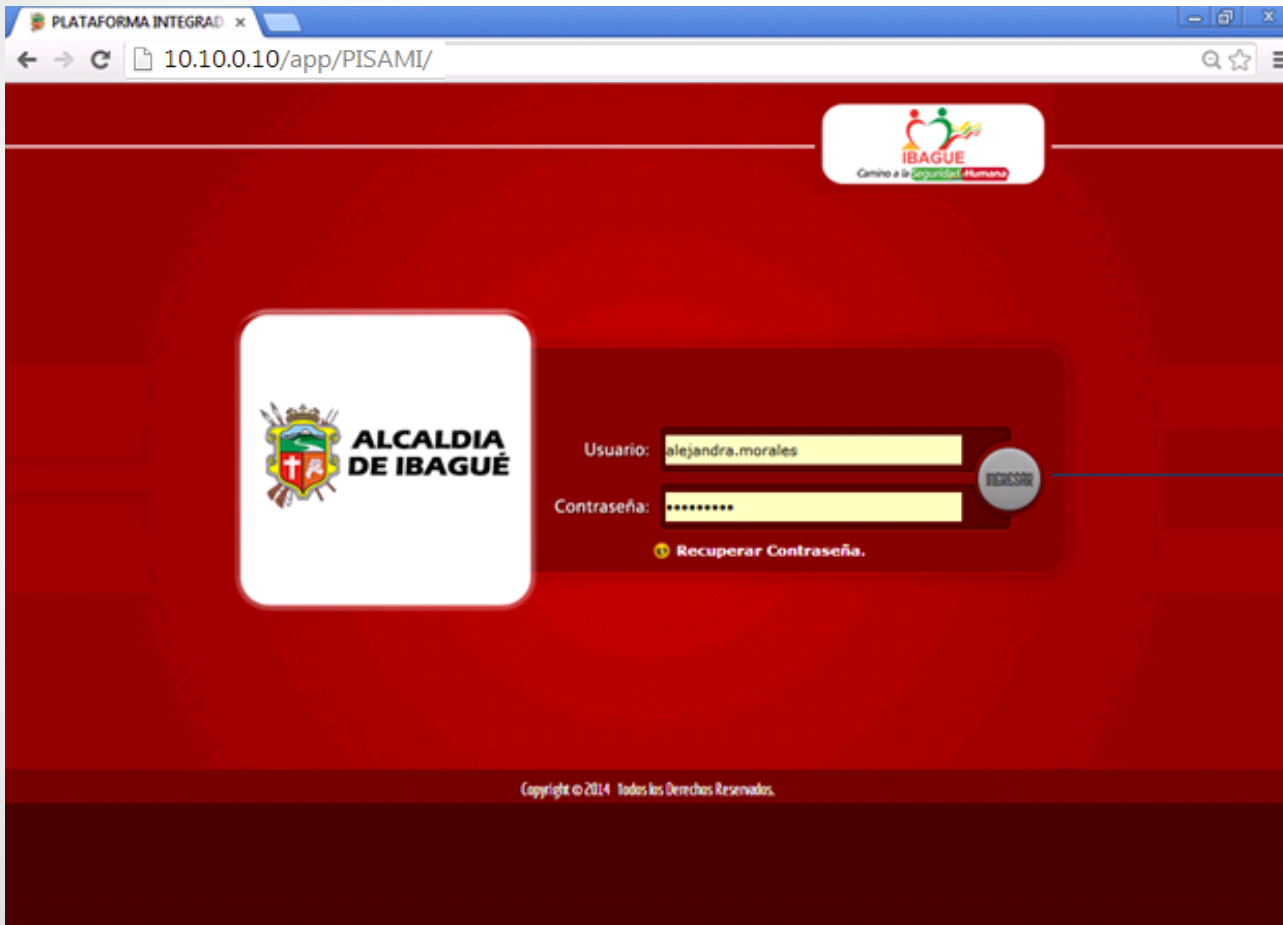 PLATAFORMA INTEGRAD
10.10.0.10/app/PISAMI/
IBAGUE
Camino a la Seguridad Humana
ALCALDIA
DE IBAGUÉ
Usuario: alejandra.morales
INGRESAR
Contraseña: •••••••••
Recuperar Contraseña.
Copyright © 2014 Todos los Derechos Reservados.